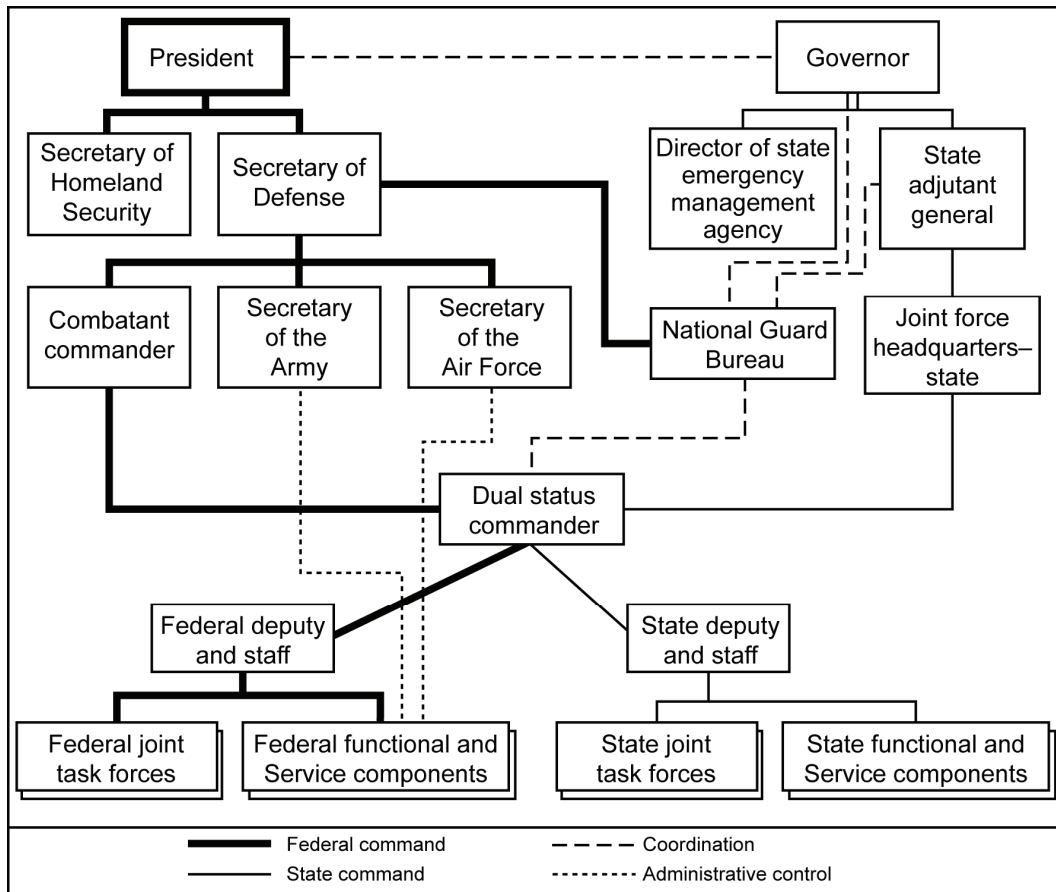 President
Governor
Secretary of
Homeland
Security
Secretary of
Defense
Director of state
emergency
management
agency
State
adjutant
general
Combatant
commander
Secretary
of the
Army
Secretary
of the
Air Force
National Guard
Bureau
Joint force
headquarters–
state
Dual status
commander
Federal deputy
and staff
State deputy
and staff
Federal joint
task forces
Federal functional and
Service components
State joint
task forces
State functional and
Service components
Federal command
Coordination
State command
Administrative control